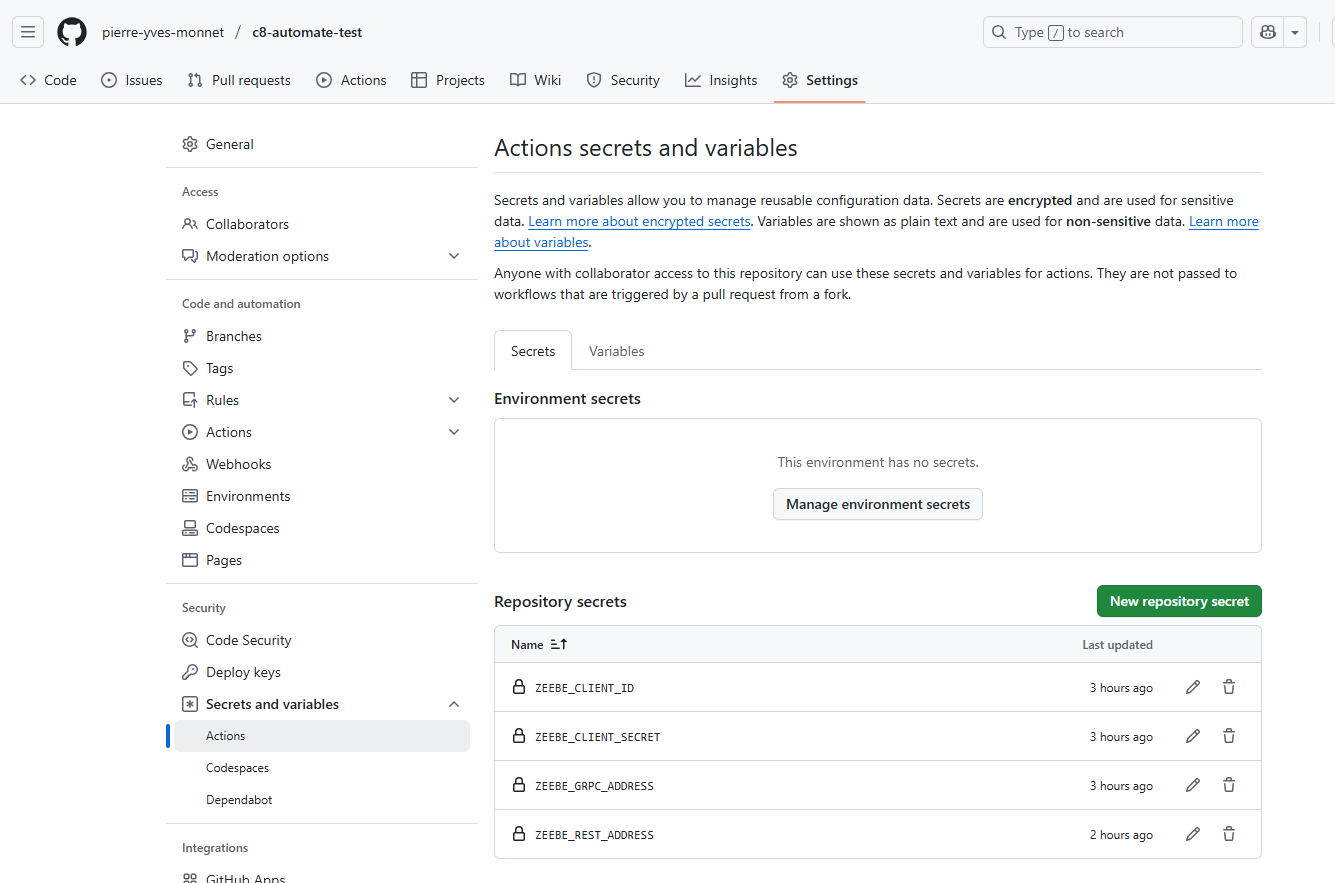 pierre-yves-monnet / c8-automate-test
Type / to search
Code
Issues
Pull requests
Actions
Projects
Wiki
Security
Insights
Settings
General
Access
Collaborators
Moderation options
Code and automation
Branches
Tags
Rules
Actions
Webhooks
Environments
Codespaces
Pages
Security
Code Security
Deploy keys
Secrets and variables
Actions
Codespaces
Dependabot
Integrations
GitHub Apps
Actions secrets and variables
Secrets and variables allow you to manage reusable configuration data. Secrets are encrypted and are used for sensitive
data. Learn more about encrypted secrets. Variables are shown as plain text and are used for non-sensitive data. Learn more
about variables.
Anyone with collaborator access to this repository can use these secrets and variables for actions. They are not passed to
workflows that are triggered by a pull request from a fork.
Secrets
Variables
Environment secrets
This environment has no secrets.
Manage environment secrets
Repository secrets
New repository secret
Name
Last updated
ZEEBE_CLIENT_ID
3 hours ago
ZEEBE_CLIENT_SECRET
3 hours ago
ZEEBE_GRPC_ADDRESS
3 hours ago
ZEEBE_REST_ADDRESS
2 hours ago